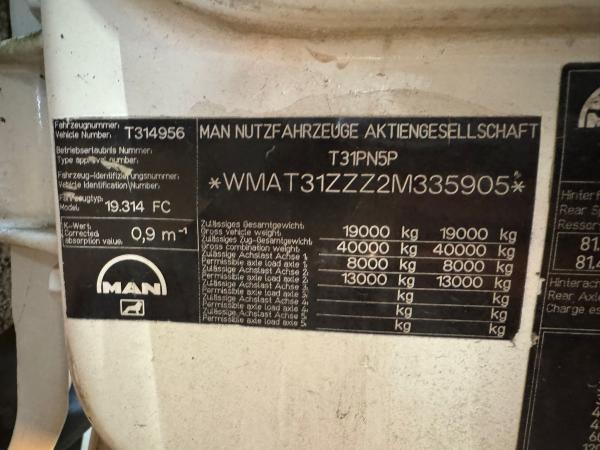 Fahrzeugnummer:
Vehicle Number: T314956
Betriebserlaubnis Nummer:
Type approval number:
Fahrzeug-Identifizierungsnummer:
Vehicle Identification Number:
Fahrzeugtyp:
Model: 19.314 FC
K-Wert:
Corrected
absorption value: 0,9 m⁻¹
MAN
MAN NUTZFAHRZEUGE AKTIENGESELLSCHAFT
T31PN5P
*WMAT31ZZZ2M335905*
Zulässiges Gesamtgewicht:
Gross vehicle weight: 19000 kg 19000 kg
Zulässiges Zug-Gesamtgewicht:
Gross combination weight: 40000 kg 40000 kg
Zulässige Achslast Achse 1:
Permissible axle load axle 1: 8000 kg 8000 kg
Zulässige Achslast Achse 2:
Permissible axle load axle 2: 13000 kg 13000 kg
Zulässige Achslast Achse 3:
Permissible axle load axle 3: kg kg
Zulässige Achslast Achse 4:
Permissible axle load axle 4: kg kg
Zulässige Achslast Achse 5:
Permissible axle load axle 5: kg kg
Hinterf
Rear Sp
Ressor
81.
81.4
Hinterach
Rear Axle
Charge es